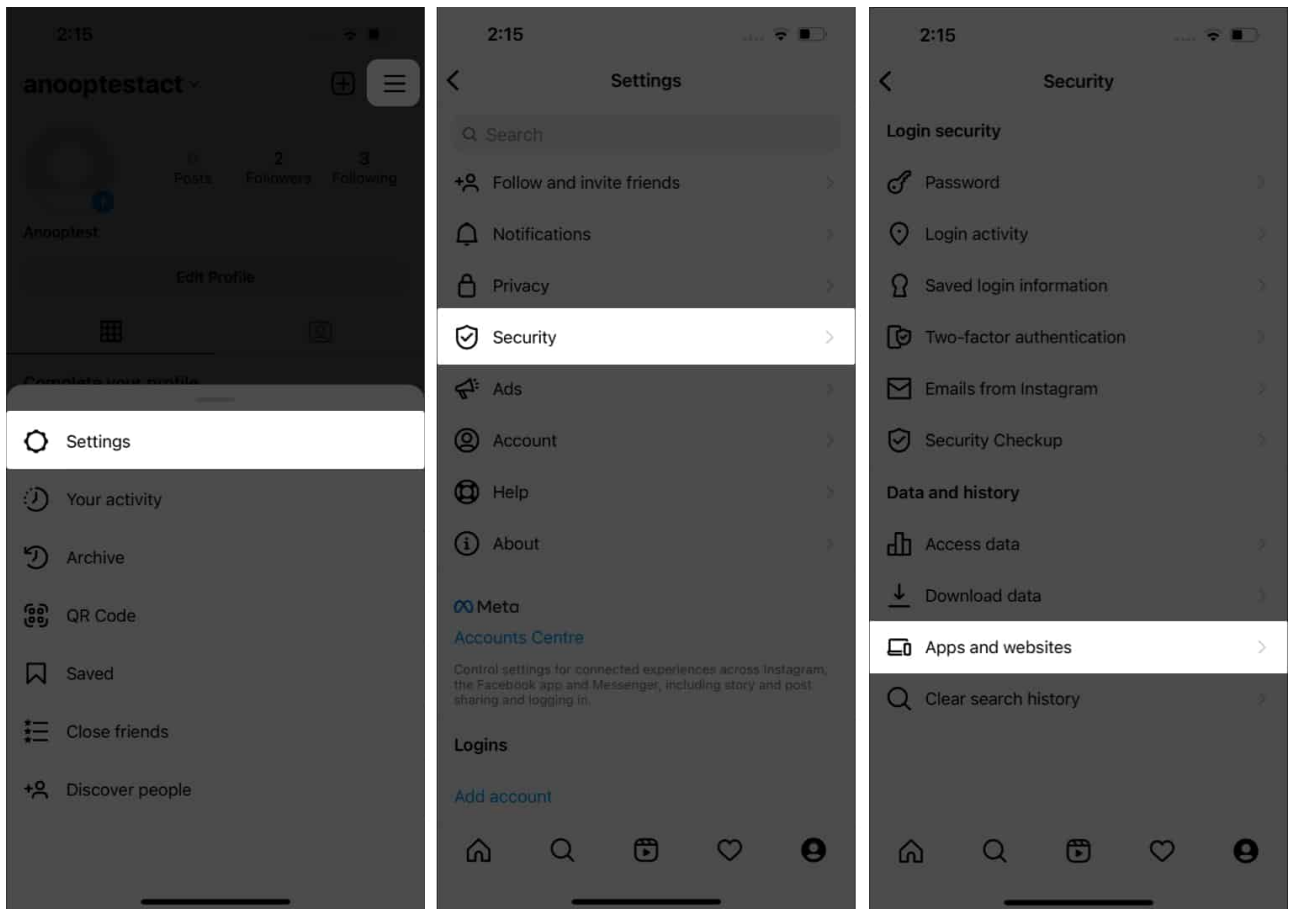 2:15
anooptestact
0 2 3
Posts Followers Following
Anooptest
Edit Profile
Complete your profile
Settings
Your activity
Archive
QR Code
Saved
Close friends
Discover people
2:15
Settings
Search
Follow and invite friends
Notifications
Privacy
Security
Ads
Account
Help
About
Meta
Accounts Centre
Control settings for connected experiences across Instagram,
the Facebook app and Messenger, including story and post
sharing and logging in.
Logins
Add account
2:15
Security
Login security
Password
Login activity
Saved login information
Two-factor authentication
Emails from Instagram
Security Checkup
Data and history
Access data
Download data
Apps and websites
Clear search history